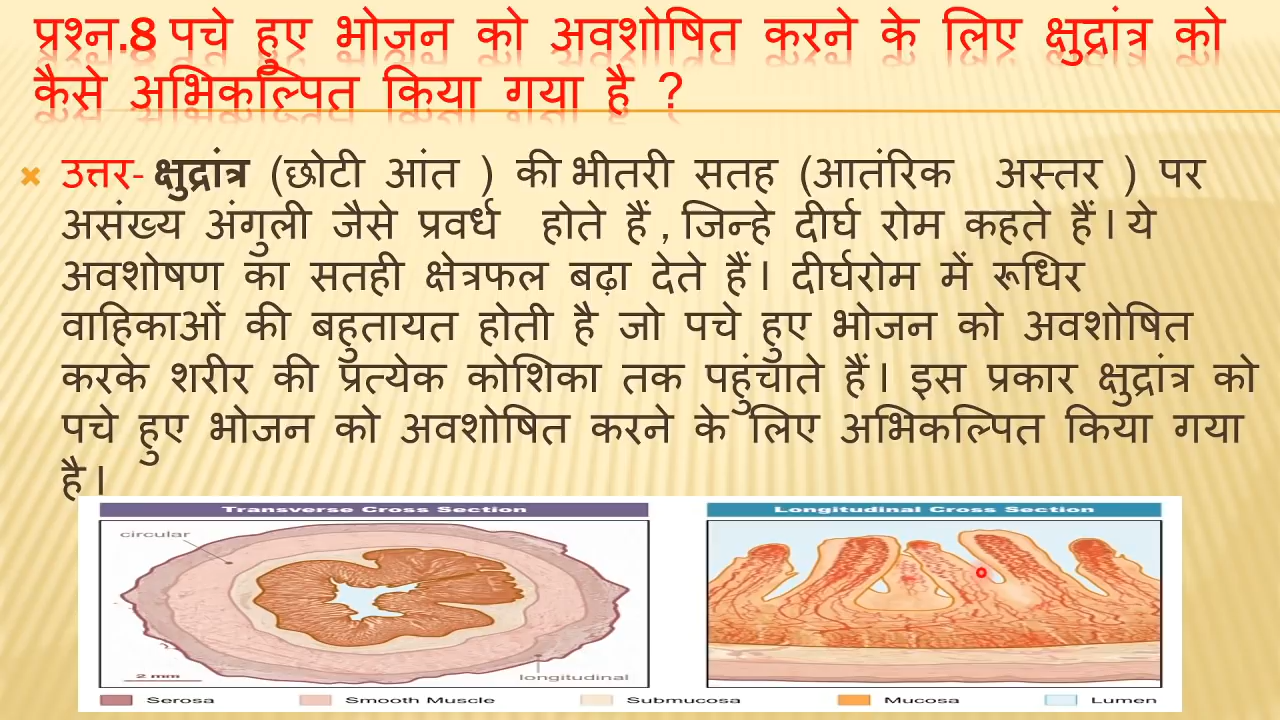 प्रश्न.8 पचे हुए भोजन को अवशोषित करने के लिए क्षुद्रांत्र को
कैसे अभिकल्पित किया गया है ?
उत्तर- क्षुद्रांत्र (छोटी आंत ) की भीतरी सतह (आतंरिक अस्तर ) पर
असंख्य अंगुली जैसे प्रवर्ध होते हैं , जिन्हे दीर्घ रोम कहते हैं । ये
अवशोषण का सतही क्षेत्रफल बढ़ा देते हैं । दीर्घरोम में रूधिर
वाहिकाओं की बहुतायत होती है जो पचे हुए भोजन को अवशोषित
करके शरीर की प्रत्येक कोशिका तक पहुंचाते हैं । इस प्रकार क्षुद्रांत्र को
पचे हुए भोजन को अवशोषित करने के लिए अभिकल्पित किया गया
है ।
Transverse Cross Section
circular
longitudinal
2 mm
Longitudinal Cross Section
Serosa Smooth Muscle Submucosa Mucosa Lumen